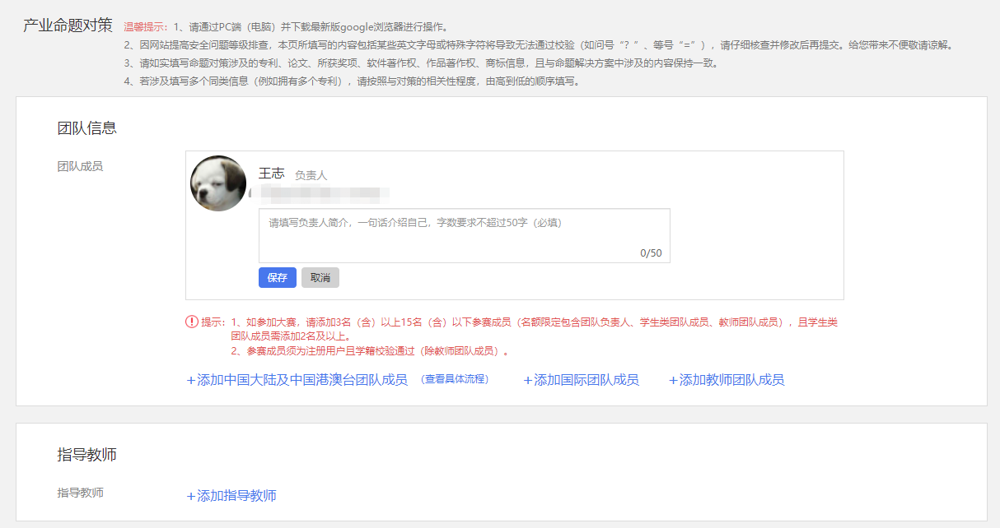 产业命题对策 温馨提示：1、请通过PC端（电脑）并下载最新版google浏览器进行操作。
2、因网站提高安全问题等级排查，本页所填写的内容包括某些英文字母或特殊字符将导致无法通过校验（如问号“？”、等号“=”），请仔细核查并修改后再提交。给您带来不便敬请谅解。
3、请如实填写命题对策涉及的专利、论文、所获奖项、软件著作权、作品著作权、商标信息，且与命题解决方案中涉及的内容保持一致。
4、若涉及填写多个同类信息（例如拥有多个专利），请按照与对策的相关性程度，由高到低的顺序填写。
团队信息
团队成员
王志 负责人
请填写负责人简介，一句话介绍自己，字数要求不超过50字（必填）
0/50
保存 取消
提示：1、如参加大赛，请添加3名（含）以上15名（含）以下参赛成员（名额限定包含团队负责人、学生类团队成员、教师团队成员），且学生类
团队成员需添加2名及以上。
2、参赛成员须为注册用户且学籍校验通过（除教师团队成员）。
+添加中国大陆及中国港澳台团队成员 （查看具体流程） +添加国际团队成员 +添加教师团队成员
指导教师
指导教师 +添加指导教师